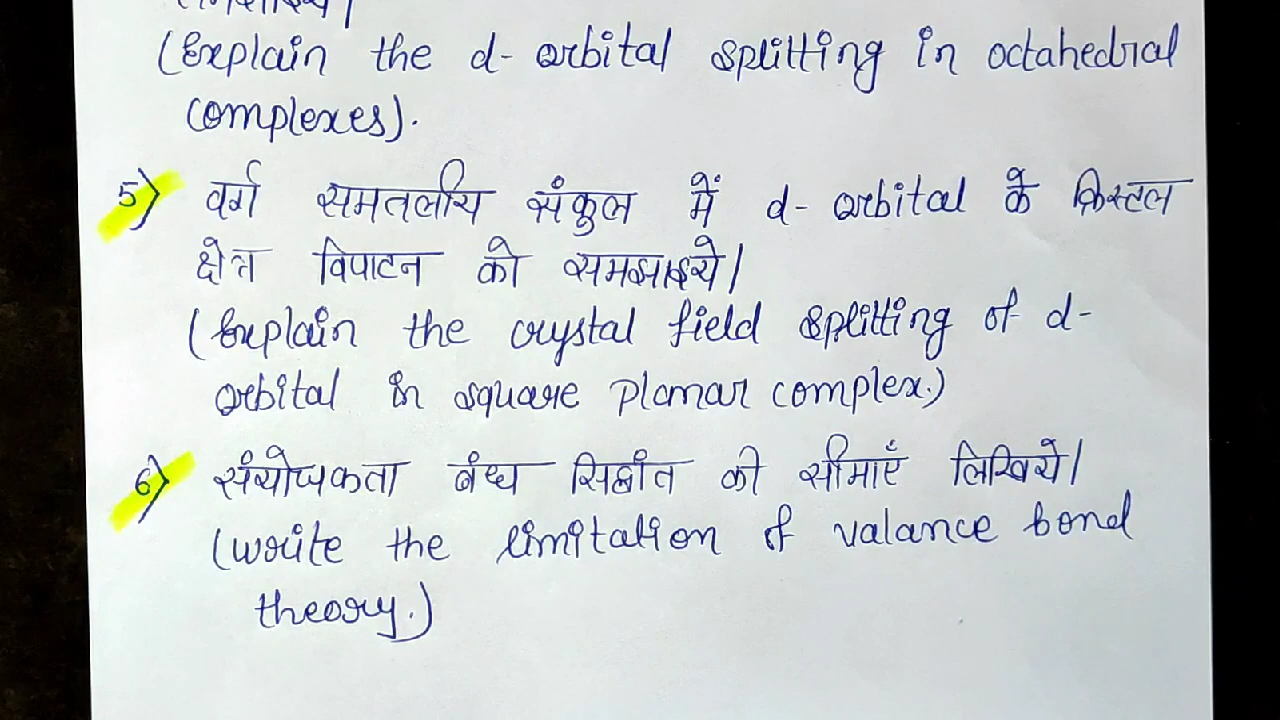 (Explain the d- orbital splitting in octahedral
complexes).
5) वर्ग समतलीय संकुल में d- orbital के क्रिस्टल
क्षेत्र विपाटन को समझाइये।
(Explain the crystal field splitting of d-
orbital in square planar complex.)
6) संयोजकता बंध सिद्धांत की सीमाएँ लिखिये।
(write the limitation of valance bond
theory.)